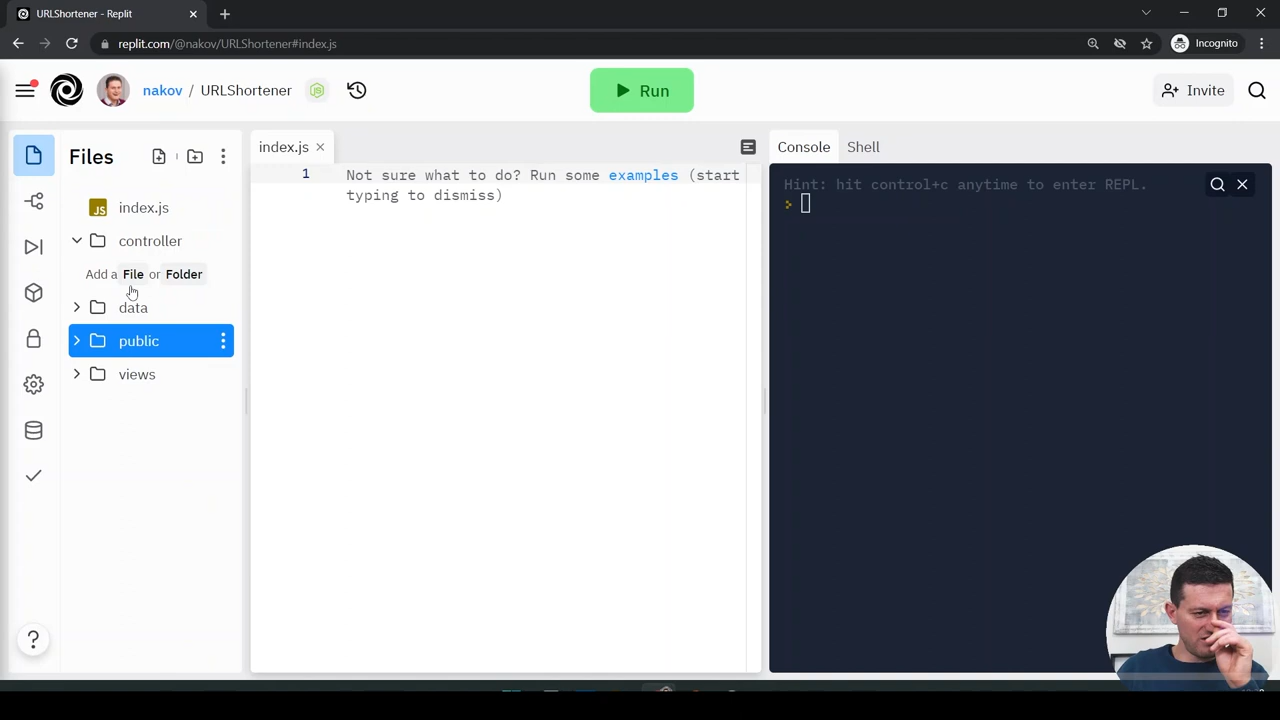 URLShortener - Replit
replit.com/@nakov/URLShortener#index.js
Incognito
nakov / URLShortener
Run
Invite
Files
index.js
controller
Add a File or Folder
data
public
views
index.js
1
Not sure what to do? Run some examples (start
typing to dismiss)
Console
Shell
Hint: hit control+c anytime to enter REPL.
>
JS
?